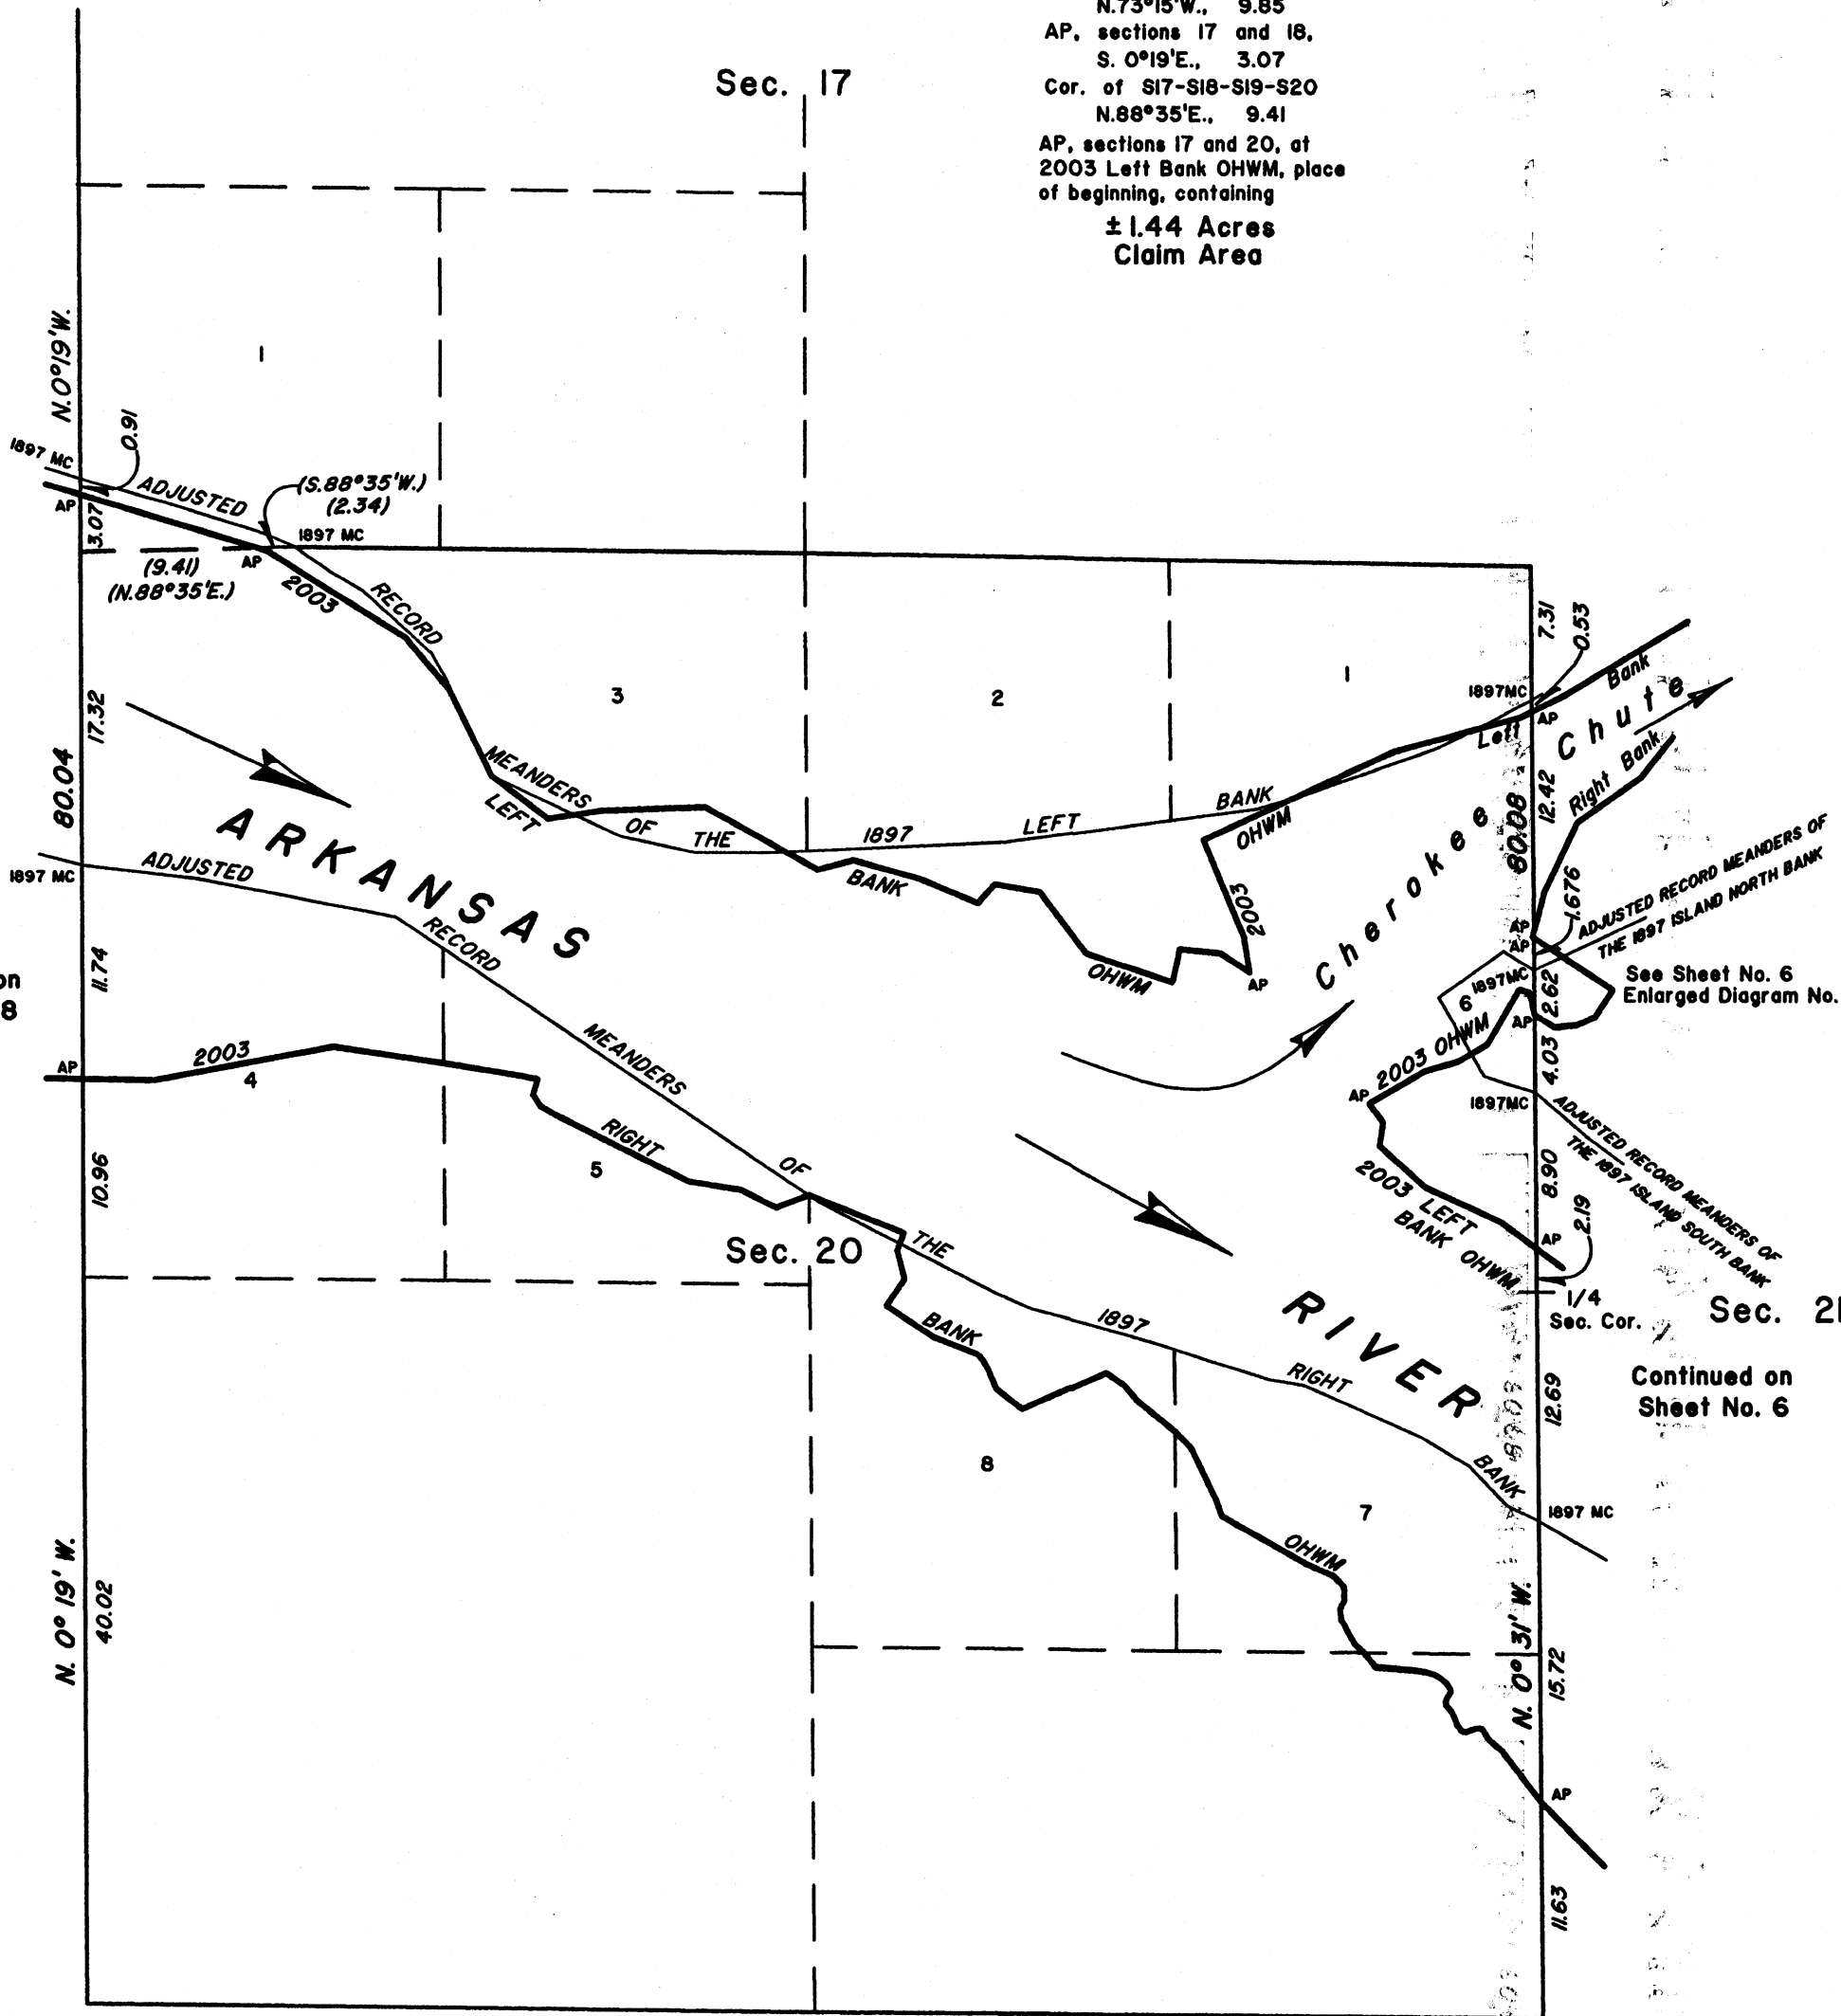 N.73°15'W., 9.85
AP, sections 17 and 18,
S. 0°19'E., 3.07
Cor. of S17-S18-S19-S20
N.88°35'E., 9.41
AP, sections 17 and 20, at
2003 Left Bank OHWM, place
of beginning, containing
±1.44 Acres
Claim Area
Sec. 17
N.0°19'W.
1
0.91
1897 MC
ADJUSTED
(S.88°35'W.)
(2.34)
AP
3.07
1897 MC
AP
(9.41)
(N.88°35'E.)
2003
RECORD
7.31
0.53
3
2
1
1897MC
Bank
AP
Left
Chute
Right Bank
17.32
80.04
MEANDERS
LEFT
OF
THE
1897
LEFT
BANK
OHWM
BANK
80.08
12.42
ARKANSAS
1897 MC
ADJUSTED
RECORD
2003
OHWM
AP
Cherokee
1.676
ADJUSTED RECORD MEANDERS OF
THE 1897 ISLAND NORTH BANK
AP
AP
1897MC
6
2.62
See Sheet No. 6
Enlarged Diagram No.
on
8
11.74
AP
2003
4
MEANDERS
2003 OHWM
AP
4.03
AP
1897MC
ADJUSTED RECORD MEANDERS OF
THE 1897 ISLAND SOUTH BANK
RIGHT
5
OF
10.96
8.90
2003 LEFT
BANK OHWM
2.19
AP
Sec. 20
THE
1/4
Sec. Cor.
Sec. 21
BANK
1897
RIVER
RIGHT
Continued on
Sheet No. 6
12.69
8
BANK
7
1897 MC
OHWM
N. 0° 19' W.
40.02
N. 0° 31' W.
15.72
AP
11.63